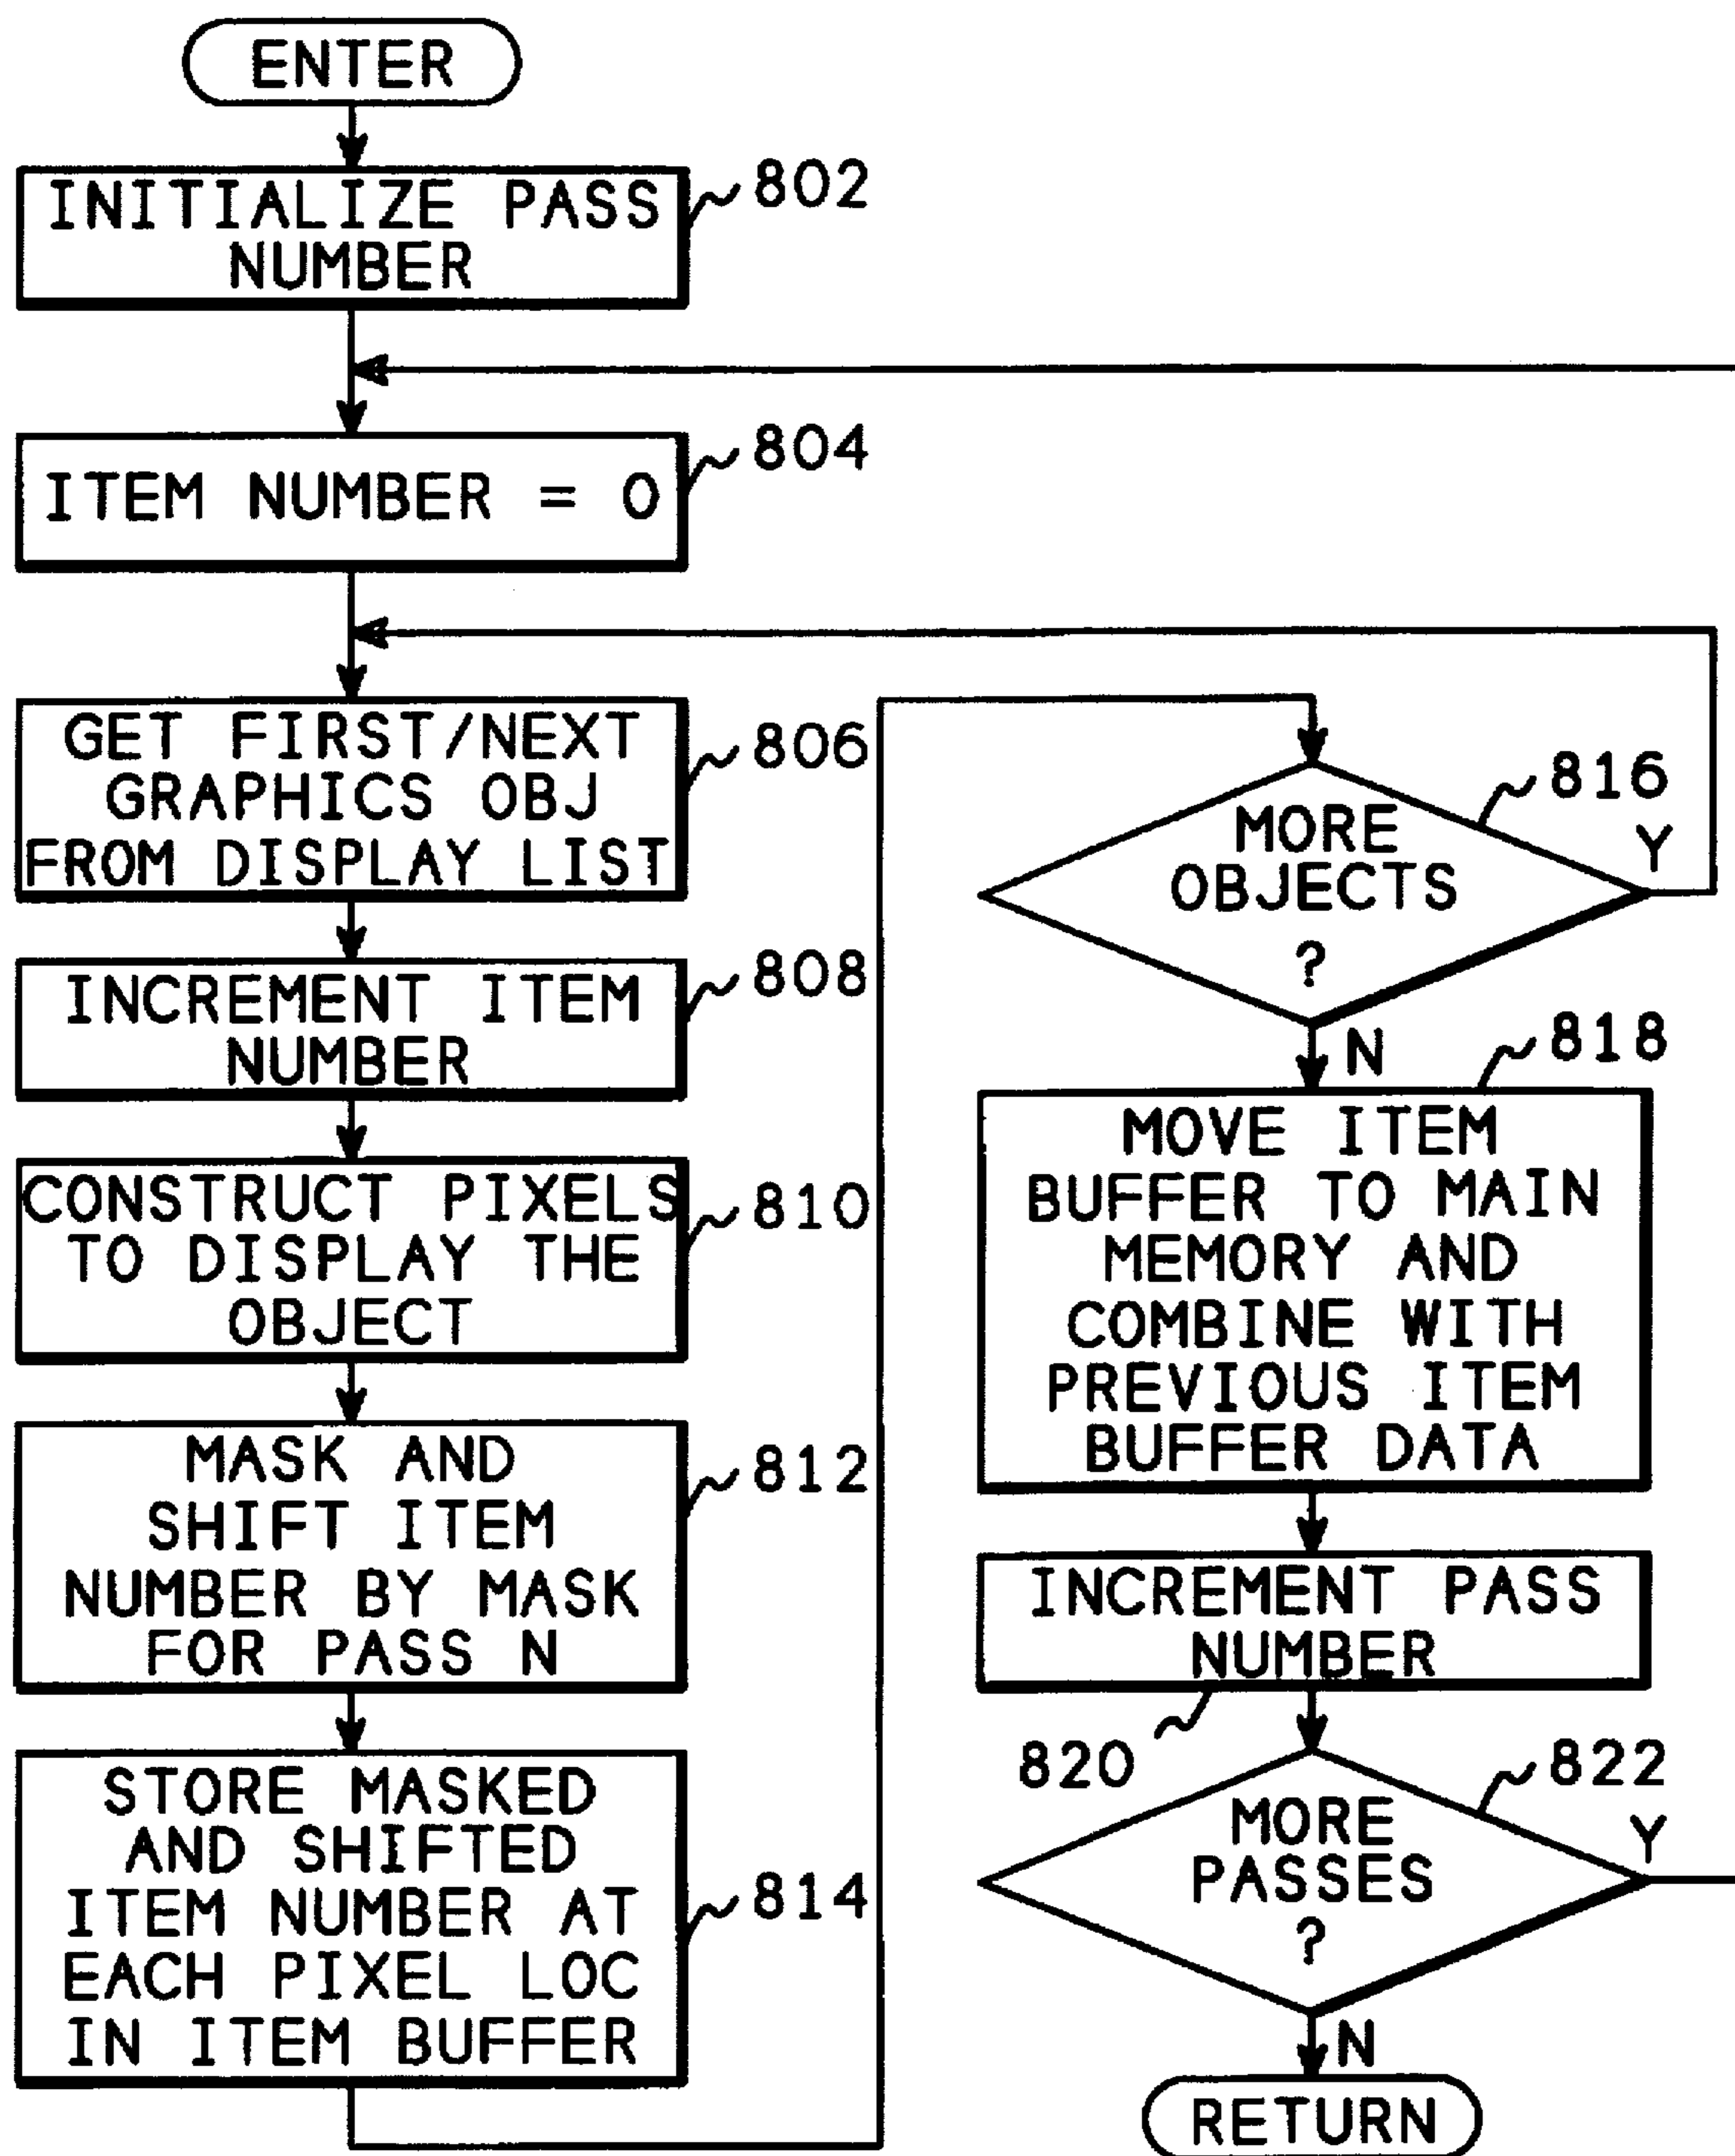 ENTER
INITIALIZE PASS
NUMBER
802
ITEM NUMBER = 0
804
GET FIRST/NEXT
GRAPHICS OBJ
FROM DISPLAY LIST
806
INCREMENT ITEM
NUMBER
808
CONSTRUCT PIXELS
TO DISPLAY THE
OBJECT
810
MASK AND
SHIFT ITEM
NUMBER BY MASK
FOR PASS N
812
STORE MASKED
AND SHIFTED
ITEM NUMBER AT
EACH PIXEL LOC
IN ITEM BUFFER
814
MORE
OBJECTS
?
816
Y
N
MOVE ITEM
BUFFER TO MAIN
MEMORY AND
COMBINE WITH
PREVIOUS ITEM
BUFFER DATA
818
INCREMENT PASS
NUMBER
820
MORE
PASSES
?
822
Y
N
RETURN